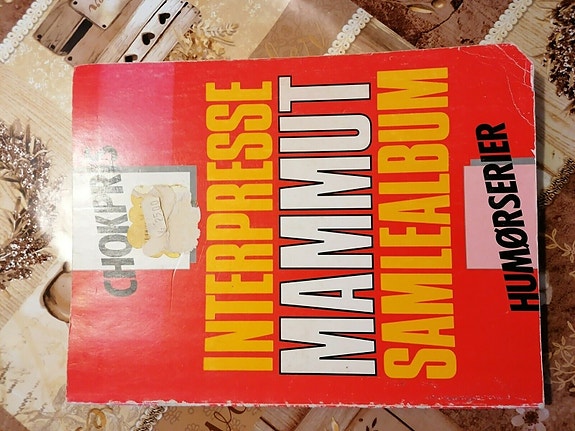 CHOKPRIS
INTERPRESSE
MAMMUT
SAMLEALBUM
HUMØRSERIER